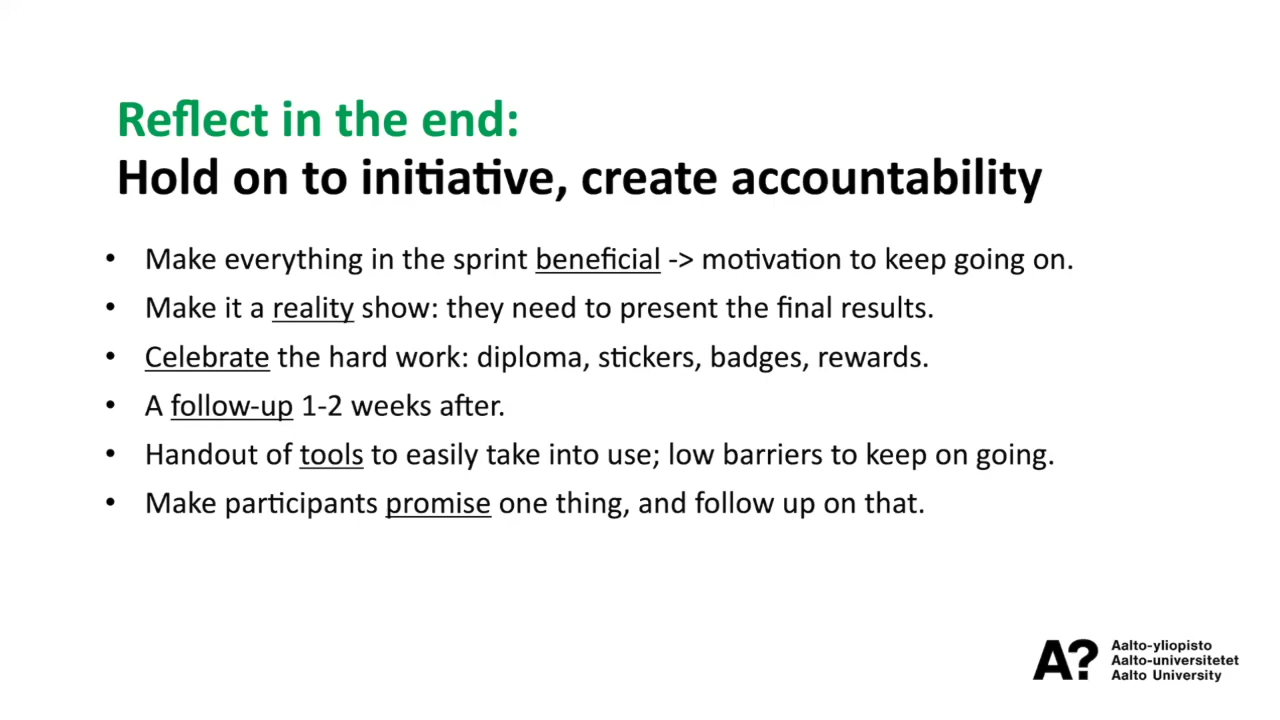 Reflect in the end:
Hold on to initiative, create accountability
• Make everything in the sprint beneficial -> motivation to keep going on.
• Make it a reality show: they need to present the final results.
• Celebrate the hard work: diploma, stickers, badges, rewards.
• A follow-up 1-2 weeks after.
• Handout of tools to easily take into use; low barriers to keep on going.
• Make participants promise one thing, and follow up on that.
A?
Aalto-yliopisto
Aalto-universitetet
Aalto University